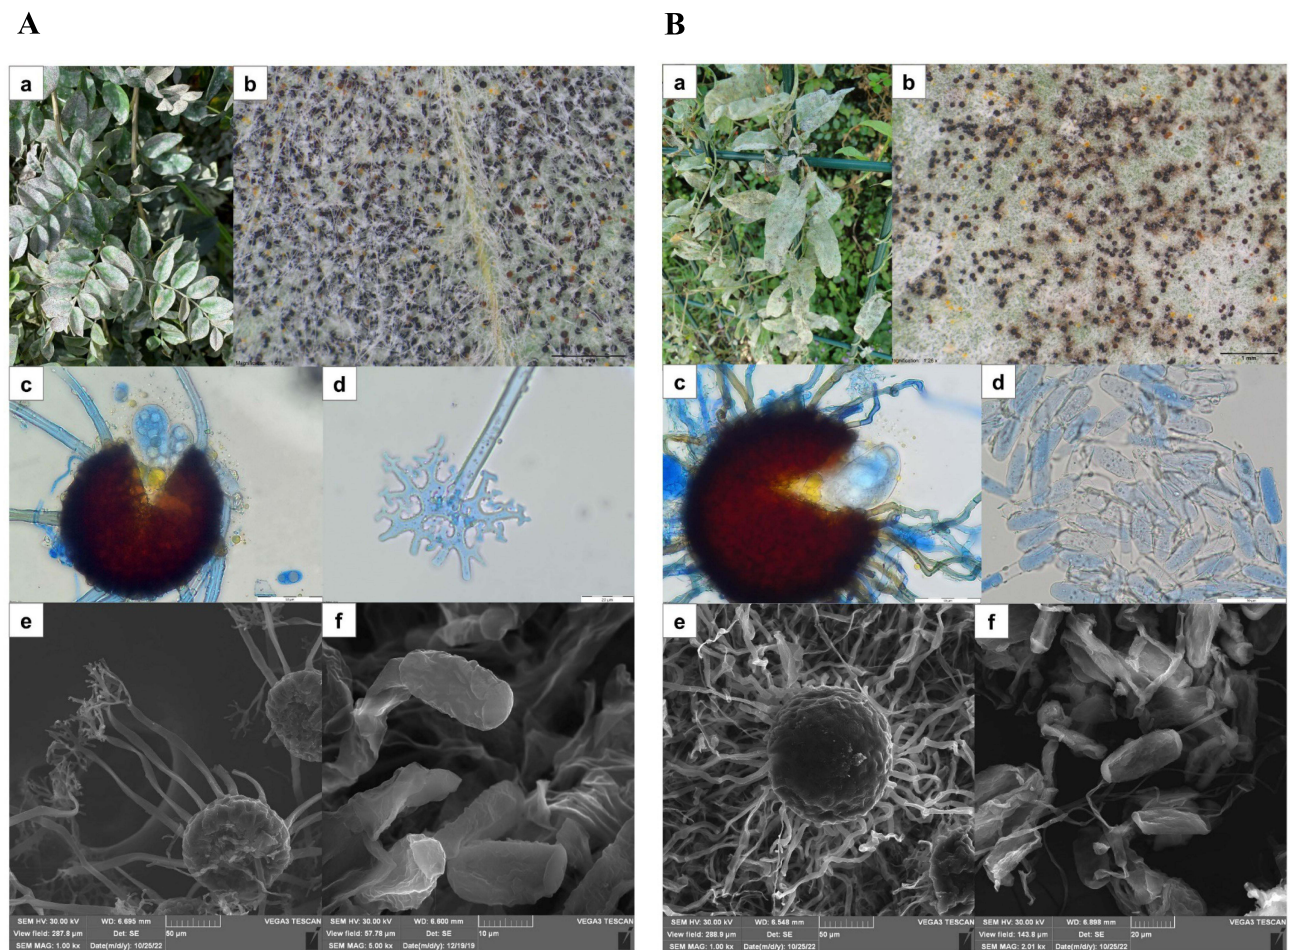 A
B
a
b
Magnification
1 mm
c
d
20 µm
e
f
SEM HV: 30.00 kV WD: 6.695 mm VEGA3 TESCAN
View field: 287.8 µm Det: SE 50 µm
SEM MAG: 1.00 kx Date(m/d/y): 10/25/22
SEM HV: 30.00 kV WD: 6.600 mm VEGA3 TESCAN
View field: 57.78 µm Det: SE 10 µm
SEM MAG: 5.00 kx Date(m/d/y): 12/19/19
a
b
Magnification
1 mm
c
d
e
f
SEM HV: 30.00 kV WD: 6.548 mm VEGA3 TESCAN
View field: 288.9 µm Det: SE 50 µm
SEM MAG: 1.00 kx Date(m/d/y): 10/25/22
SEM HV: 30.00 kV WD: 6.898 mm VEGA3 TESCAN
View field: 143.8 µm Det: SE 20 µm
SEM MAG: 2.01 kx Date(m/d/y): 10/25/22